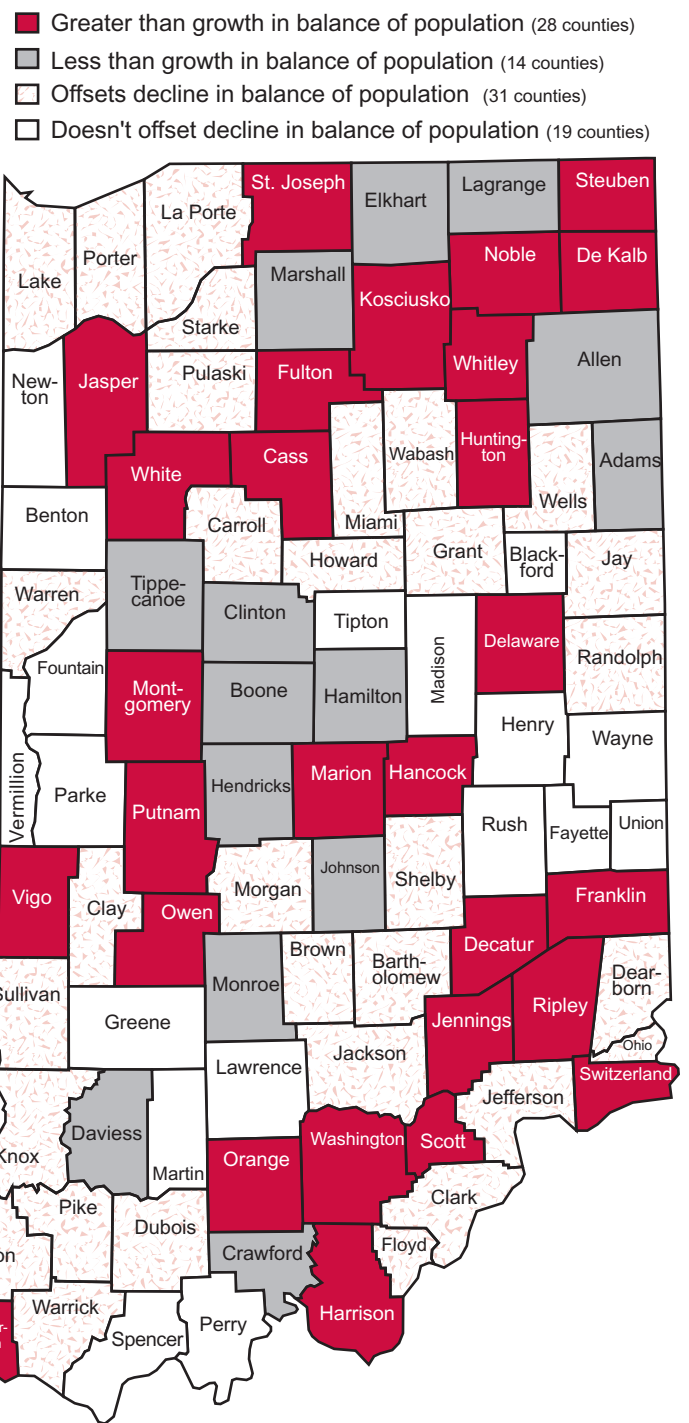 Greater than growth in balance of population (28 counties)
Less than growth in balance of population (14 counties)
Offsets decline in balance of population (31 counties)
Doesn't offset decline in balance of population (19 counties)
St. Joseph
Elkhart
Lagrange
Steuben
La Porte
Porter
Lake
Noble
De Kalb
Marshall
Kosciusko
Starke
Whitley
Allen
New-
ton
Jasper
Pulaski
Fulton
Hunting-
ton
Wabash
Cass
White
Adams
Wells
Benton
Carroll
Miami
Howard
Grant
Black-
ford
Jay
Warren
Tippe-
canoe
Clinton
Tipton
Delaware
Randolph
Madison
Fountain
Mont-
gomery
Boone
Hamilton
Henry
Wayne
Vermillion
Parke
Putnam
Hendricks
Marion
Hancock
Rush
Fayette
Union
Vigo
Clay
Owen
Morgan
Johnson
Shelby
Franklin
Decatur
Brown
Barth-
olomew
Monroe
Dear-
born
Sullivan
Greene
Ripley
Jennings
Ohio
Lawrence
Jackson
Switzerland
Jefferson
Knox
Daviess
Martin
Orange
Washington
Scott
Clark
Pike
Dubois
on
Crawford
Floyd
Warrick
r-
Spencer
Perry
Harrison